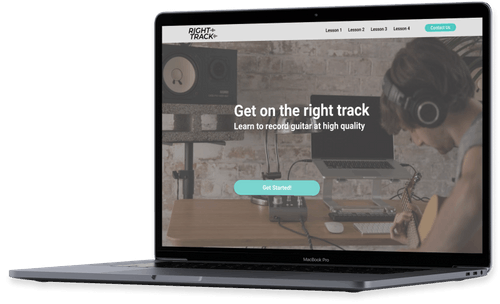 RIGHT
TRACK
Lesson 1 Lesson 2 Lesson 3 Lesson 4 Contact Us
Get on the right track
Learn to record guitar at high quality
Get Started!
MacBook Pro